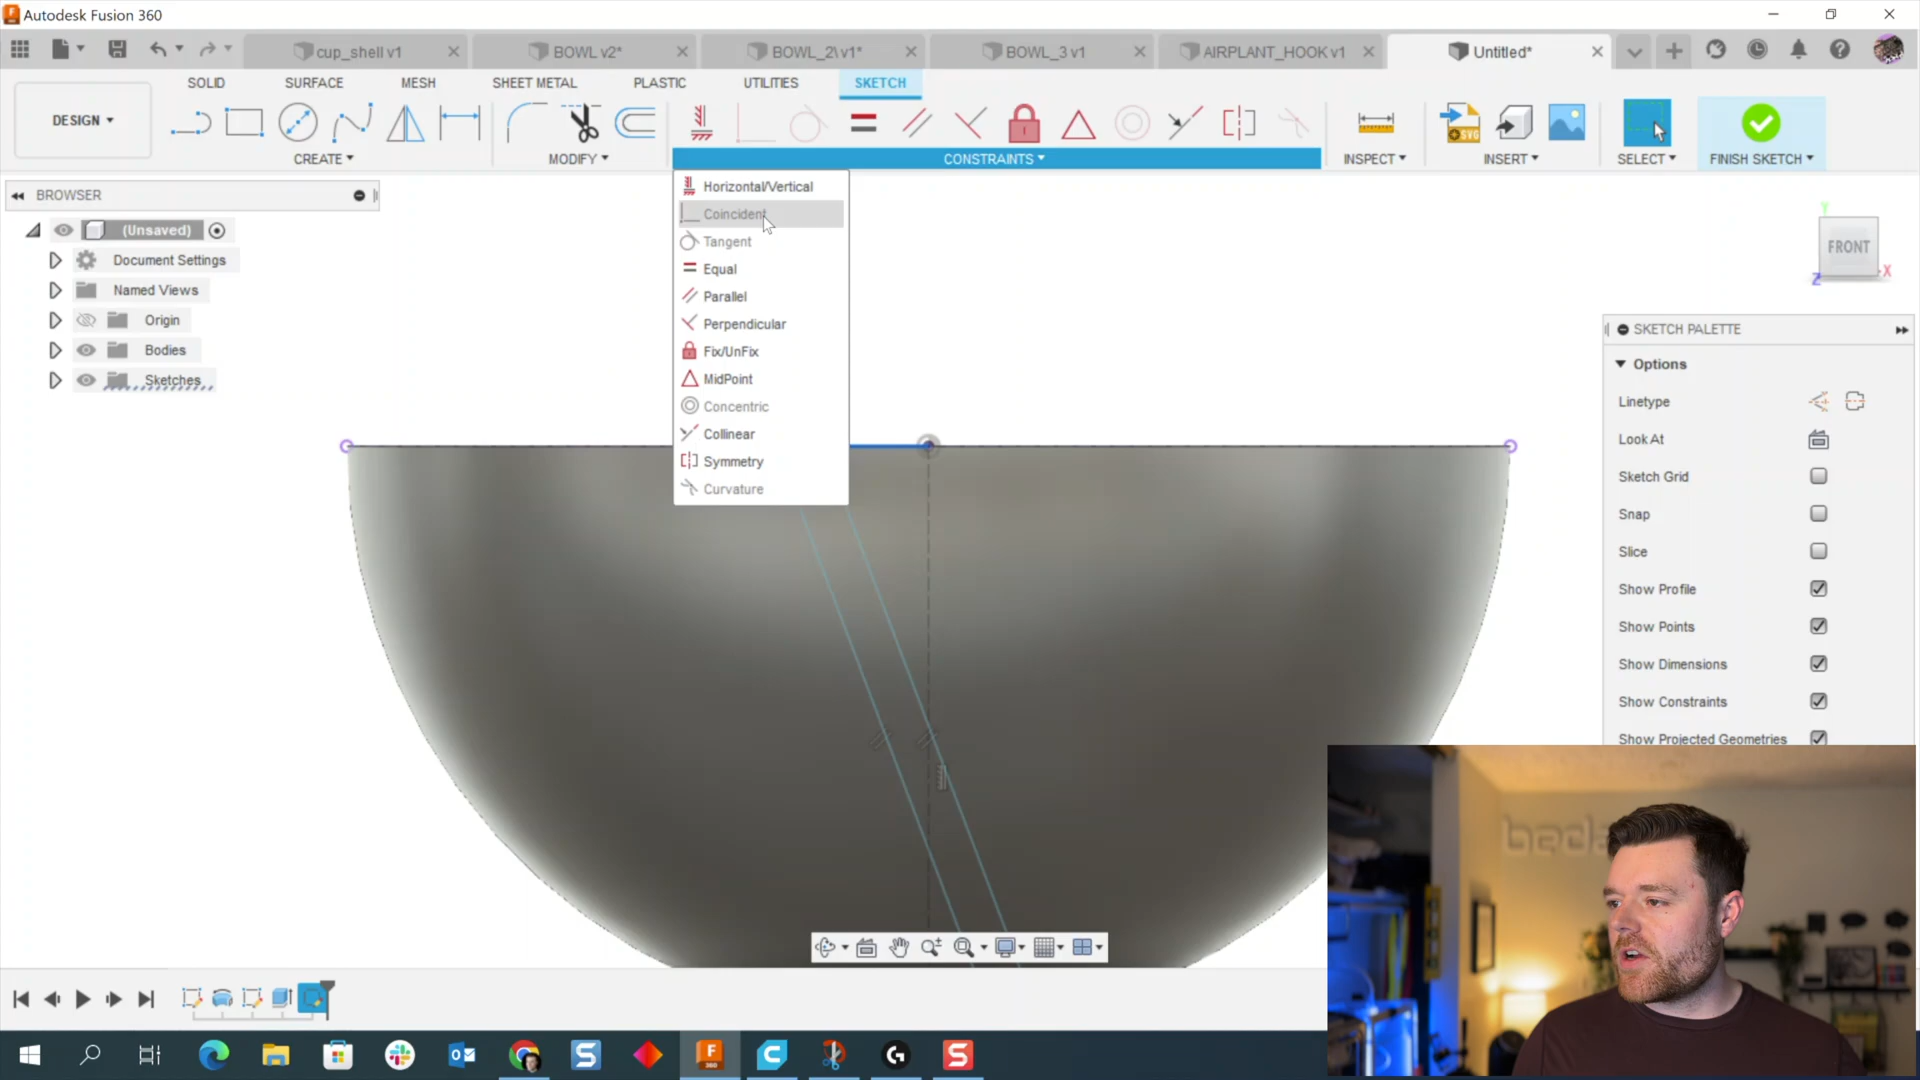 Autodesk Fusion 360
cup_shell v1
BOWL v2*
BOWL_2\ v1*
BOWL_3 v1
AIRPLANT_HOOK v1
Untitled*
DESIGN
SOLID
SURFACE
MESH
SHEET METAL
PLASTIC
UTILITIES
SKETCH
CREATE
MODIFY
CONSTRAINTS
INSPECT
INSERT
SELECT
FINISH SKETCH
SVG
BROWSER
(Unsaved)
Document Settings
Named Views
Origin
Bodies
Sketches
Horizontal/Vertical
Coincident
Tangent
Equal
Parallel
Perpendicular
Fix/UnFix
MidPoint
Concentric
Collinear
Symmetry
Curvature
Y
FRONT
Z
X
SKETCH PALETTE
Options
Linetype
Look At
Sketch Grid
Snap
Slice
Show Profile
Show Points
Show Dimensions
Show Constraints
Show Projected Geometries